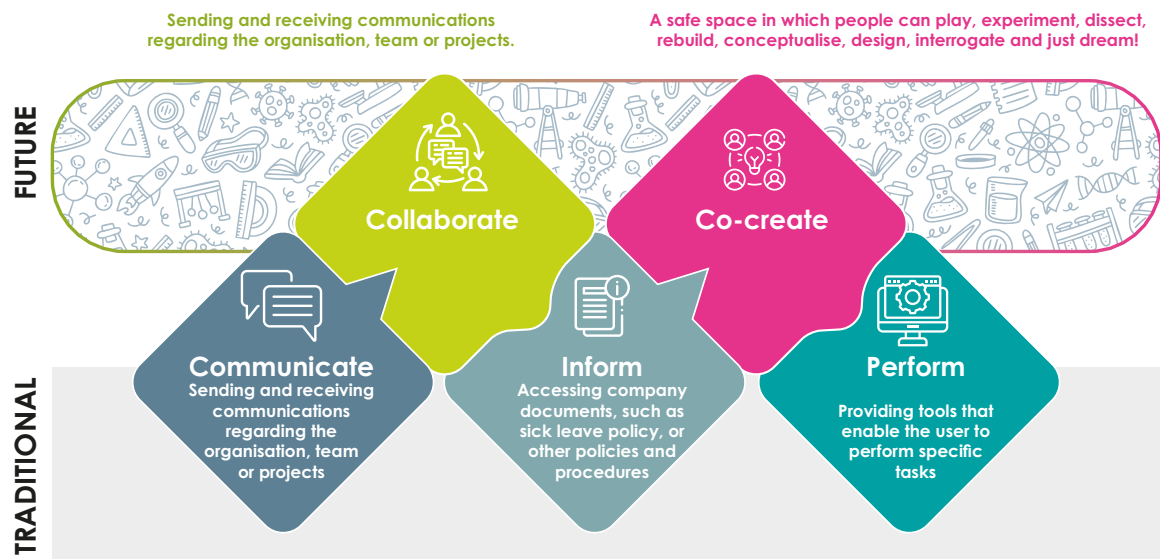 Sending and receiving communications
regarding the organisation, team or projects.
A safe space in which people can play, experiment, dissect,
rebuild, conceptualise, design, interrogate and just dream!
FUTURE
Collaborate
Co-create
TRADITIONAL
Communicate
Sending and receiving
communications
regarding the
organisation, team
or projects
Inform
Accessing company
documents, such as
sick leave policy, or
other policies and
procedures
Perform
Providing tools that
enable the user to
perform specific
tasks